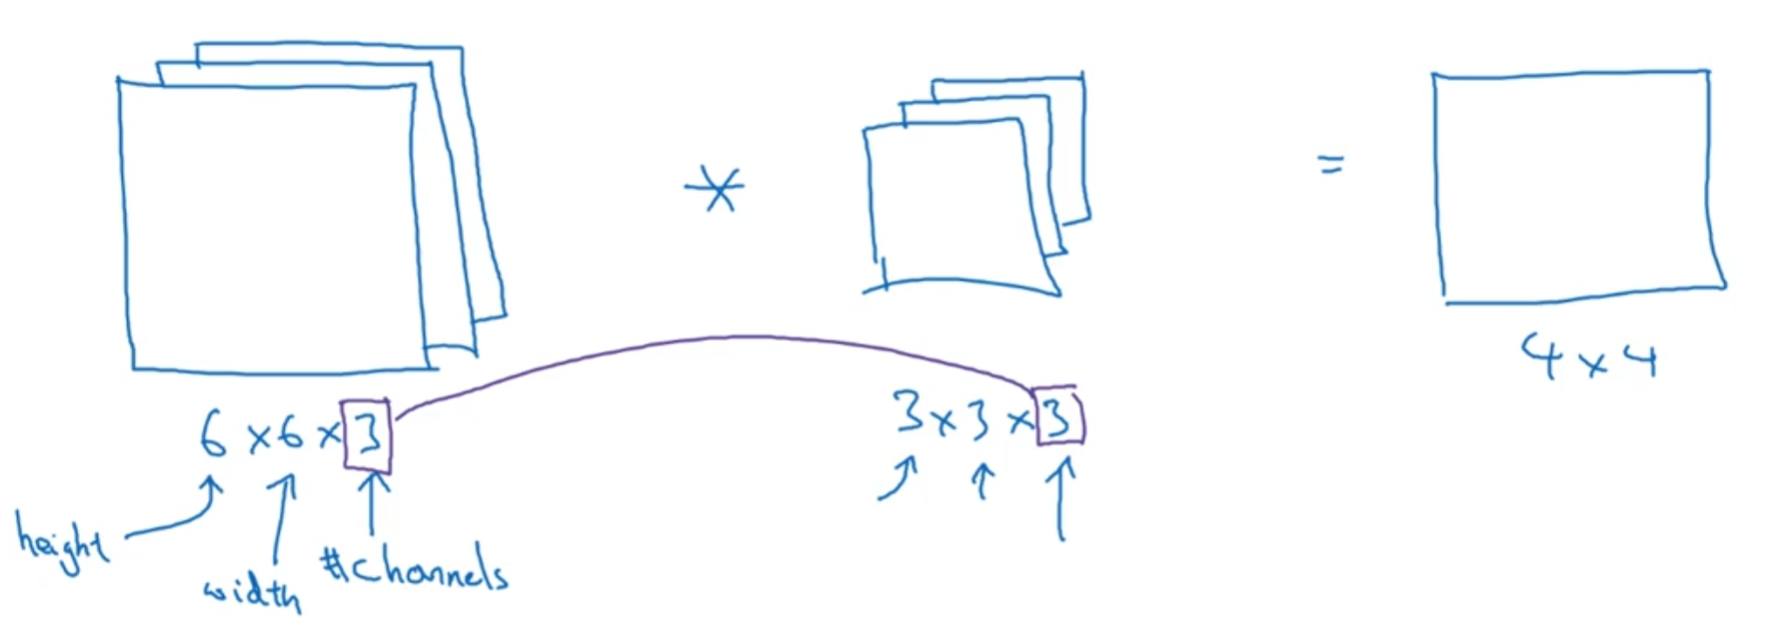 *
=
4 x 4
6 x 6 x 3
3 x 3 x 3
height
width
#channels